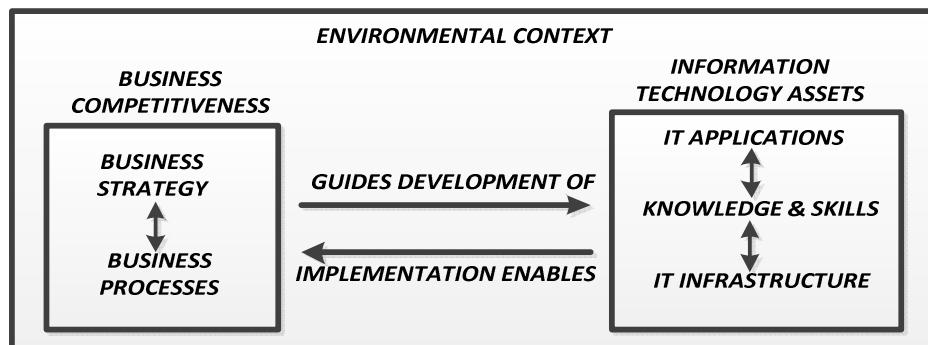 ENVIRONMENTAL CONTEXT
BUSINESS
COMPETITIVENESS
BUSINESS
STRATEGY
BUSINESS
PROCESSES
GUIDES DEVELOPMENT OF
IMPLEMENTATION ENABLES
INFORMATION
TECHNOLOGY ASSETS
IT APPLICATIONS
KNOWLEDGE & SKILLS
IT INFRASTRUCTURE